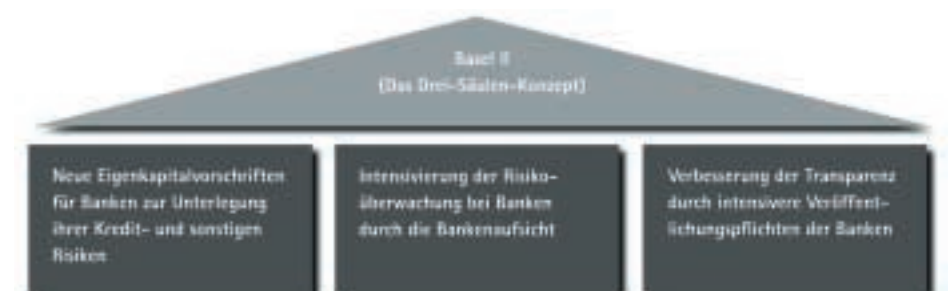 Basel II
(Das Drei-Säulen-Konzept)
Neue Eigenkapitalvorschriften
für Banken zur Unterlegung
ihrer Kredit- und sonstigen
Risiken
Intensivierung der Risiko-
überwachung bei Banken
durch die Bankenaufsicht
Verbesserung der Transparenz
durch intensivere Veröffent-
lichungspflichten der Banken